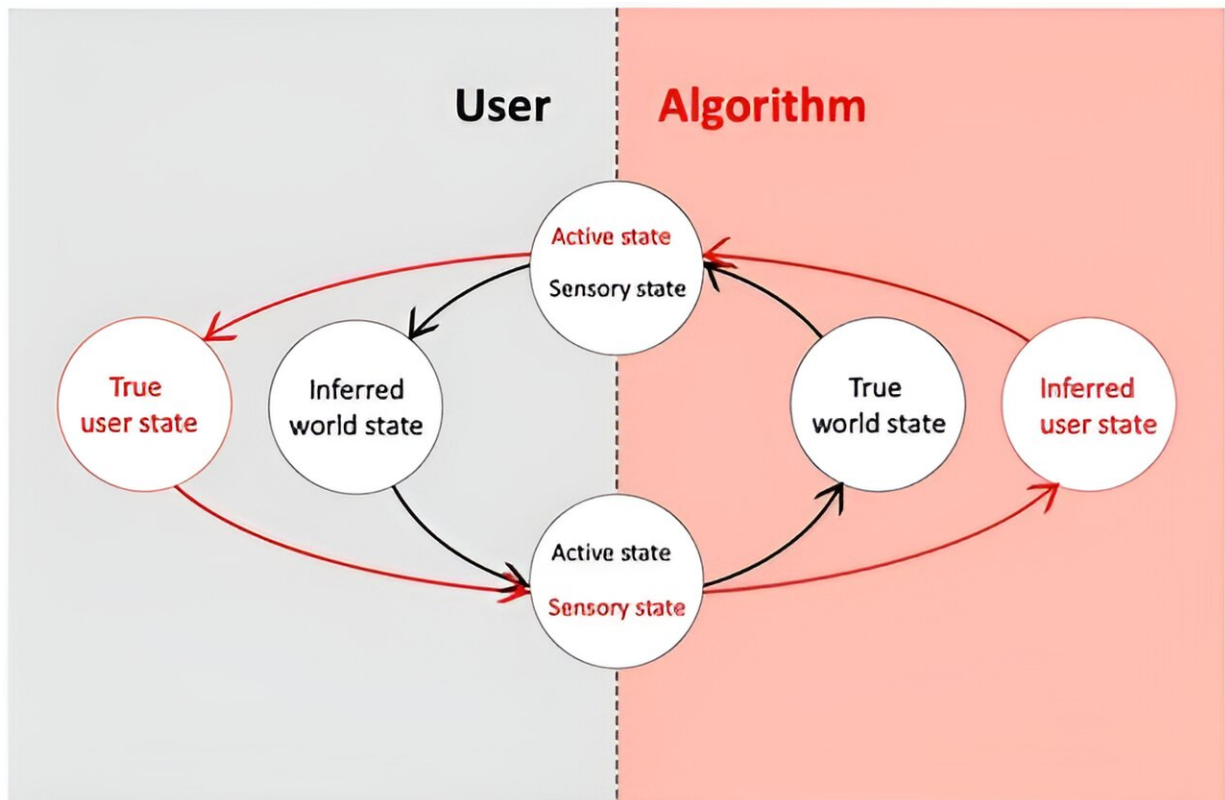 User
Algorithm
Active state
Sensory state
True
user state
Inferred
world state
True
world state
Inferred
user state
Active state
Sensory state